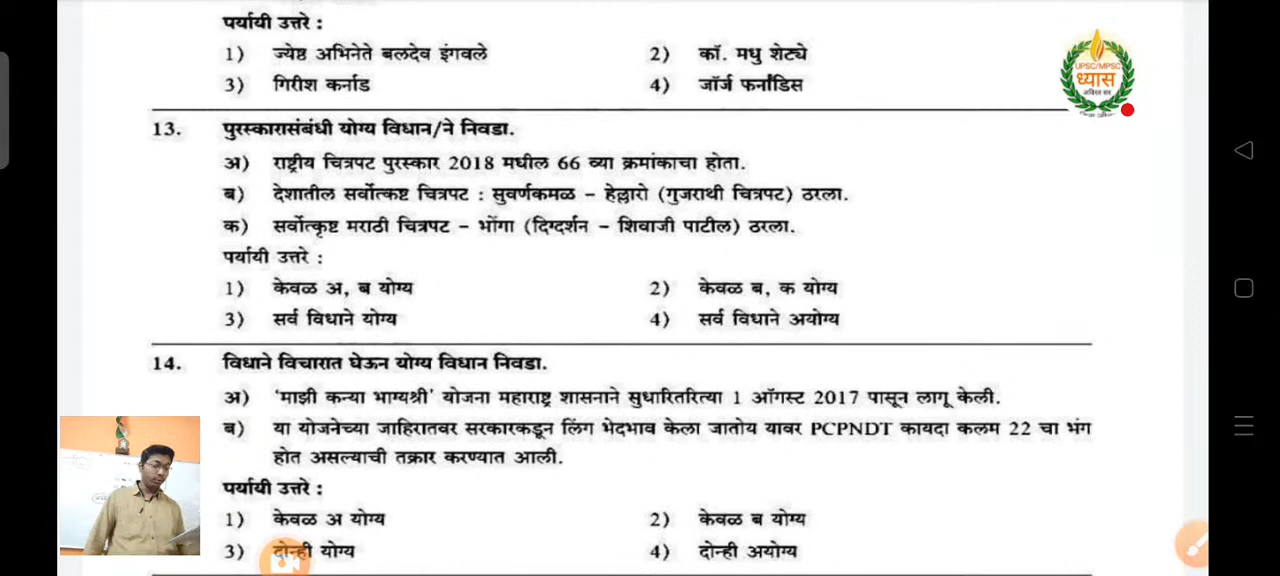 पर्यायी उत्तरे :
1) ज्येष्ठ अभिनेते बलदेव इंगवले 2) कॉ. मधु शेट्ये
3) गिरीश कर्नाड 4) जॉर्ज फर्नांडिस
UPSC/MPSC
ध्यास
13. पुरस्कारासंबंधी योग्य विधान/ने निवडा.
अ) राष्ट्रीय चित्रपट पुरस्कार 2018 मधील 66 व्या क्रमांकाचा होता.
ब) देशातील सर्वोत्कष्ट चित्रपट : सुवर्णकमळ - हेल्लारो (गुजराथी चित्रपट) ठरला.
क) सर्वोत्कृष्ट मराठी चित्रपट - भोंगा (दिग्दर्शन - शिवाजी पाटील) ठरला.
पर्यायी उत्तरे :
1) केवळ अ, ब योग्य 2) केवळ ब, क योग्य
3) सर्व विधाने योग्य 4) सर्व विधाने अयोग्य
14. विधाने विचारात घेऊन योग्य विधान निवडा.
अ) 'माझी कन्या भाग्यश्री' योजना महाराष्ट्र शासनाने सुधारितरित्या 1 ऑगस्ट 2017 पासून लागू केली.
ब) या योजनेच्या जाहिरातवर सरकारकडून लिंग भेदभाव केला जातोय यावर PCPNDT कायदा कलम 22 चा भंग
होत असल्याची तक्रार करण्यात आली.
पर्यायी उत्तरे :
1) केवळ अ योग्य 2) केवळ ब योग्य
3) दोन्ही योग्य 4) दोन्ही अयोग्य